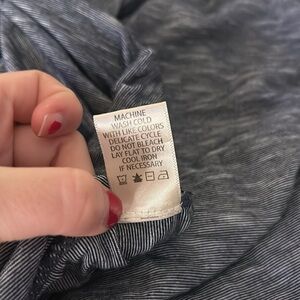 MACHINE
WASH COLD
WITH LIKE COLORS
DELICATE CYCLE
DO NOT BLEACH
LAY FLAT TO DRY
COOL IRON
IF NECESSARY